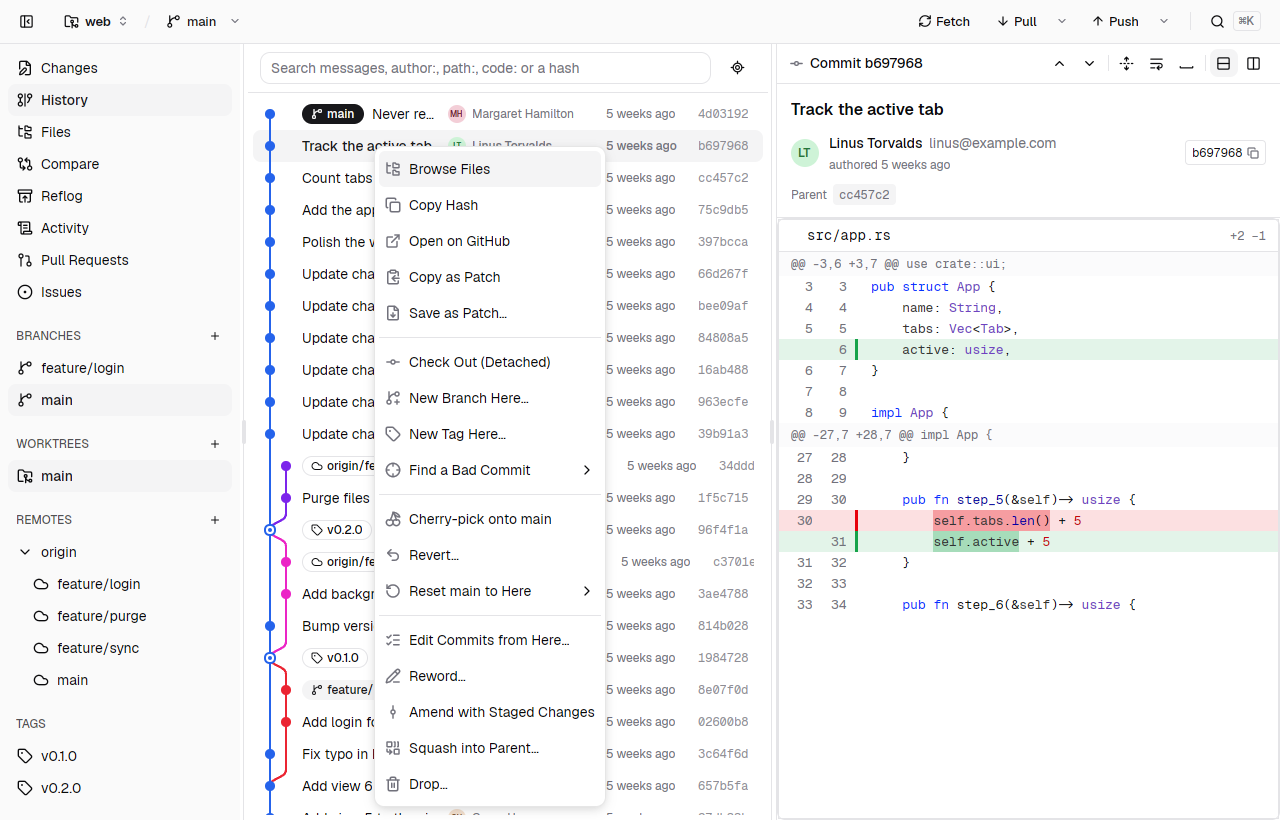 web
main
Fetch
Pull
Push
⌘K
Changes
History
Files
Compare
Reflog
Activity
Pull Requests
Issues
BRANCHES
feature/login
main
WORKTREES
main
REMOTES
origin
feature/login
feature/purge
feature/sync
main
TAGS
v0.1.0
v0.2.0
Search messages, author:, path:, code: or a hash
main Never re… MH Margaret Hamilton 5 weeks ago 4d03192
Track the active tab LT Linus Torvalds 5 weeks ago b697968
Count tabs 5 weeks ago cc457c2
Add the app 5 weeks ago 75c9db5
Polish the w 5 weeks ago 397bcca
Update cha 5 weeks ago 66d267f
Update cha 5 weeks ago bee09af
Update cha 5 weeks ago 84808a5
Update cha 5 weeks ago 16ab488
Update cha 5 weeks ago 963ecfe
Update cha 5 weeks ago 39b91a3
origin/fe 5 weeks ago 34ddd
Purge files 5 weeks ago 1f5c715
v0.2.0 5 weeks ago 96f4f1a
origin/fe 5 weeks ago c3701e
Add backgr 5 weeks ago 3ae4788
Bump versi 5 weeks ago 814b028
v0.1.0 5 weeks ago 1984728
feature/ 5 weeks ago 8e07f0d
Add login fo 5 weeks ago 02600b8
Fix typo in 5 weeks ago 3c64f6d
Add view 6 5 weeks ago 657b5fa
Browse Files
Copy Hash
Open on GitHub
Copy as Patch
Save as Patch…
Check Out (Detached)
New Branch Here…
New Tag Here…
Find a Bad Commit
Cherry-pick onto main
Revert…
Reset main to Here
Edit Commits from Here…
Reword…
Amend with Staged Changes
Squash into Parent…
Drop…
Commit b697968
Track the active tab
LT Linus Torvalds linus@example.com
authored 5 weeks ago
b697968
Parent cc457c2
src/app.rs +2 −1
@@ -3,6 +3,7 @@ use crate::ui;
3 3 pub struct App {
4 4 name: String,
5 5 tabs: Vec<Tab>,
6 active: usize,
6 7 }
7 8
8 9 impl App {
@@ -27,7 +28,7 @@ impl App {
27 28 }
28 29
29 30 pub fn step_5(&self)-> usize {
30 self.tabs.len() + 5
31 self.active + 5
31 32 }
32 33
33 34 pub fn step_6(&self)-> usize {